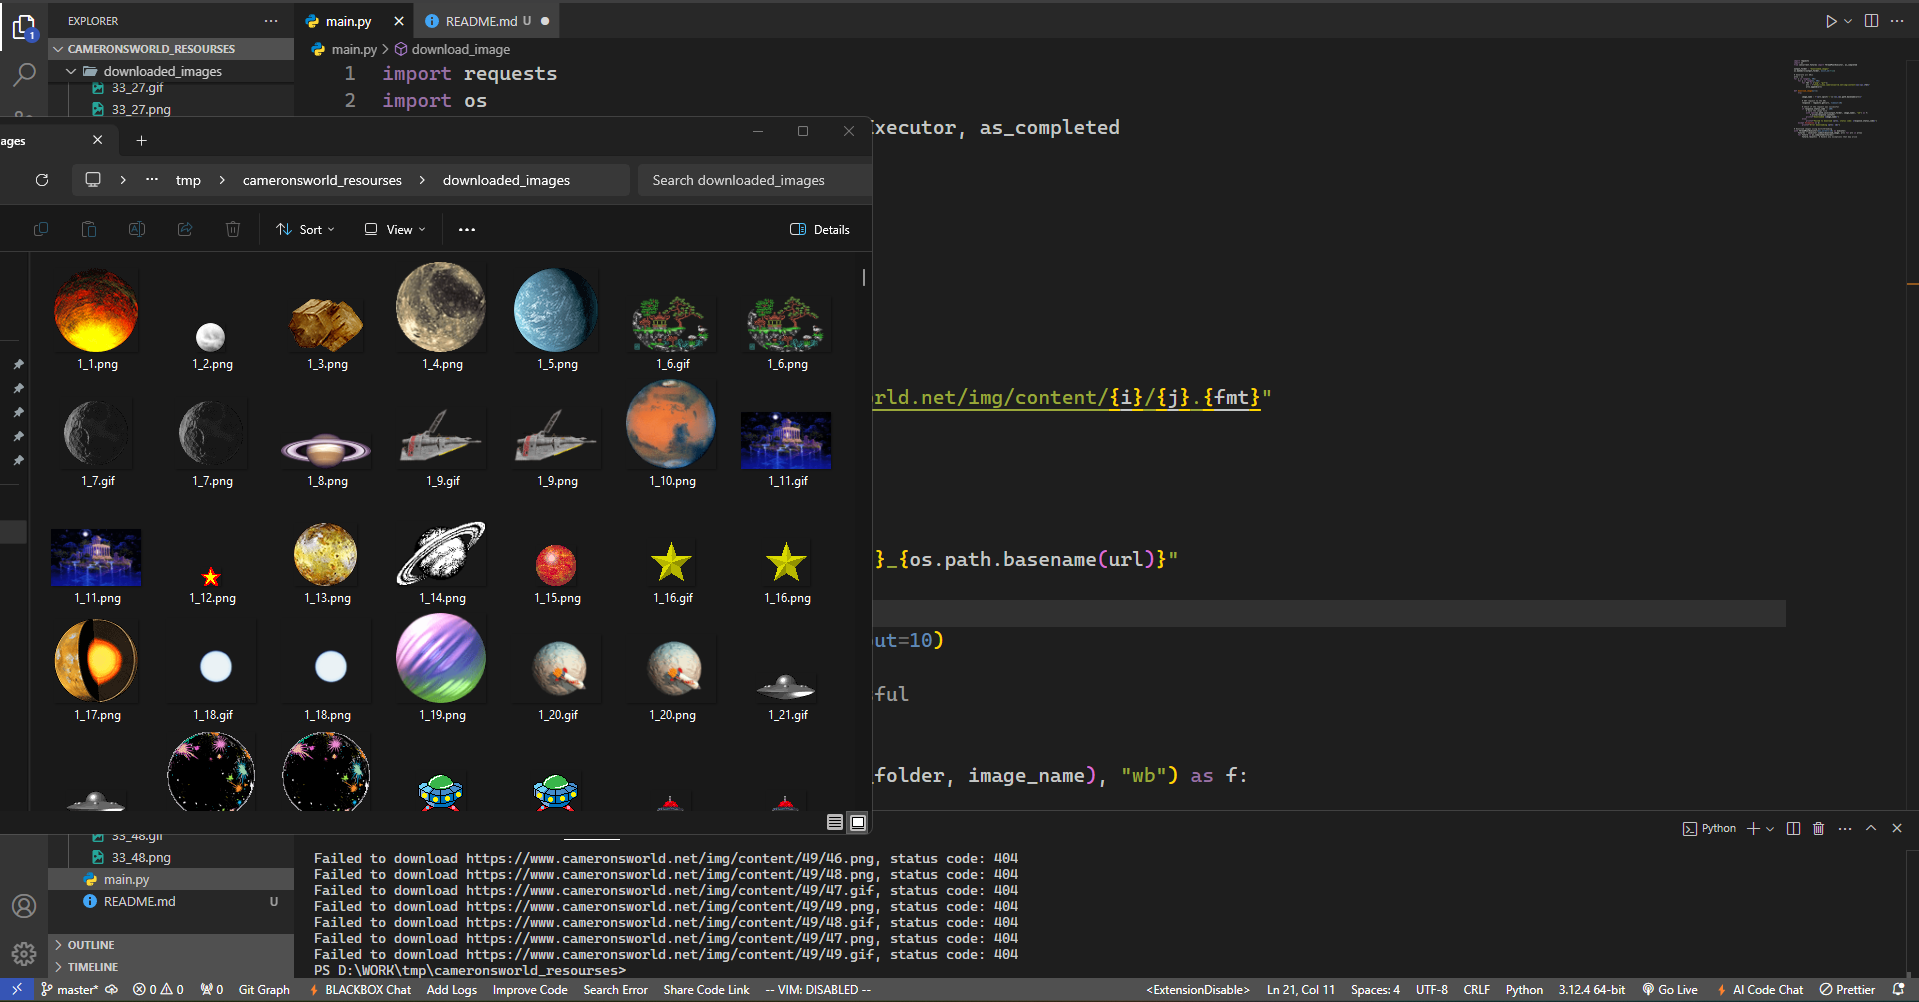 EXPLORER
main.py
README.md U
CAMERONSWORLD_RESOURSES
main.py > download_image
downloaded_images
33_27.gif
1 import requests
33_27.png
2 import os
Executor, as_completed
ages
tmp > cameronsworld_resourses > downloaded_images
Search downloaded_images
Sort
View
Details
1_1.png 1_2.png 1_3.png 1_4.png 1_5.png 1_6.gif 1_6.png
rld.net/img/content/{i}/{j}.{fmt}"
1_7.gif 1_7.png 1_8.png 1_9.gif 1_9.png 1_10.png 1_11.gif
}_{os.path.basename(url)}"
1_11.png 1_12.png 1_13.png 1_14.png 1_15.png 1_16.gif 1_16.png
out=10)
ful
1_17.png 1_18.gif 1_18.png 1_19.png 1_20.gif 1_20.png 1_21.gif
_folder, image_name), "wb") as f:
Python
33_48.gif
33_48.png
main.py
README.md U
OUTLINE
TIMELINE
Failed to download https://www.cameronsworld.net/img/content/49/46.png, status code: 404
Failed to download https://www.cameronsworld.net/img/content/49/48.png, status code: 404
Failed to download https://www.cameronsworld.net/img/content/49/47.gif, status code: 404
Failed to download https://www.cameronsworld.net/img/content/49/49.png, status code: 404
Failed to download https://www.cameronsworld.net/img/content/49/48.gif, status code: 404
Failed to download https://www.cameronsworld.net/img/content/49/47.png, status code: 404
Failed to download https://www.cameronsworld.net/img/content/49/49.gif, status code: 404
PS D:\WORK\tmp\cameronsworld_resourses>
1 master* 0 0 0 Git Graph BLACKBOX Chat Add Logs Improve Code Search Error Share Code Link -- VIM: DISABLED -- <ExtensionDisable> Ln 21, Col 11 Spaces: 4 UTF-8 CRLF Python 3.12.4 64-bit Go Live AI Code Chat Prettier